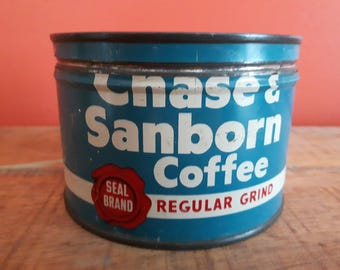 Chase &
Sanborn
Coffee
SEAL
BRAND
REGULAR GRIND